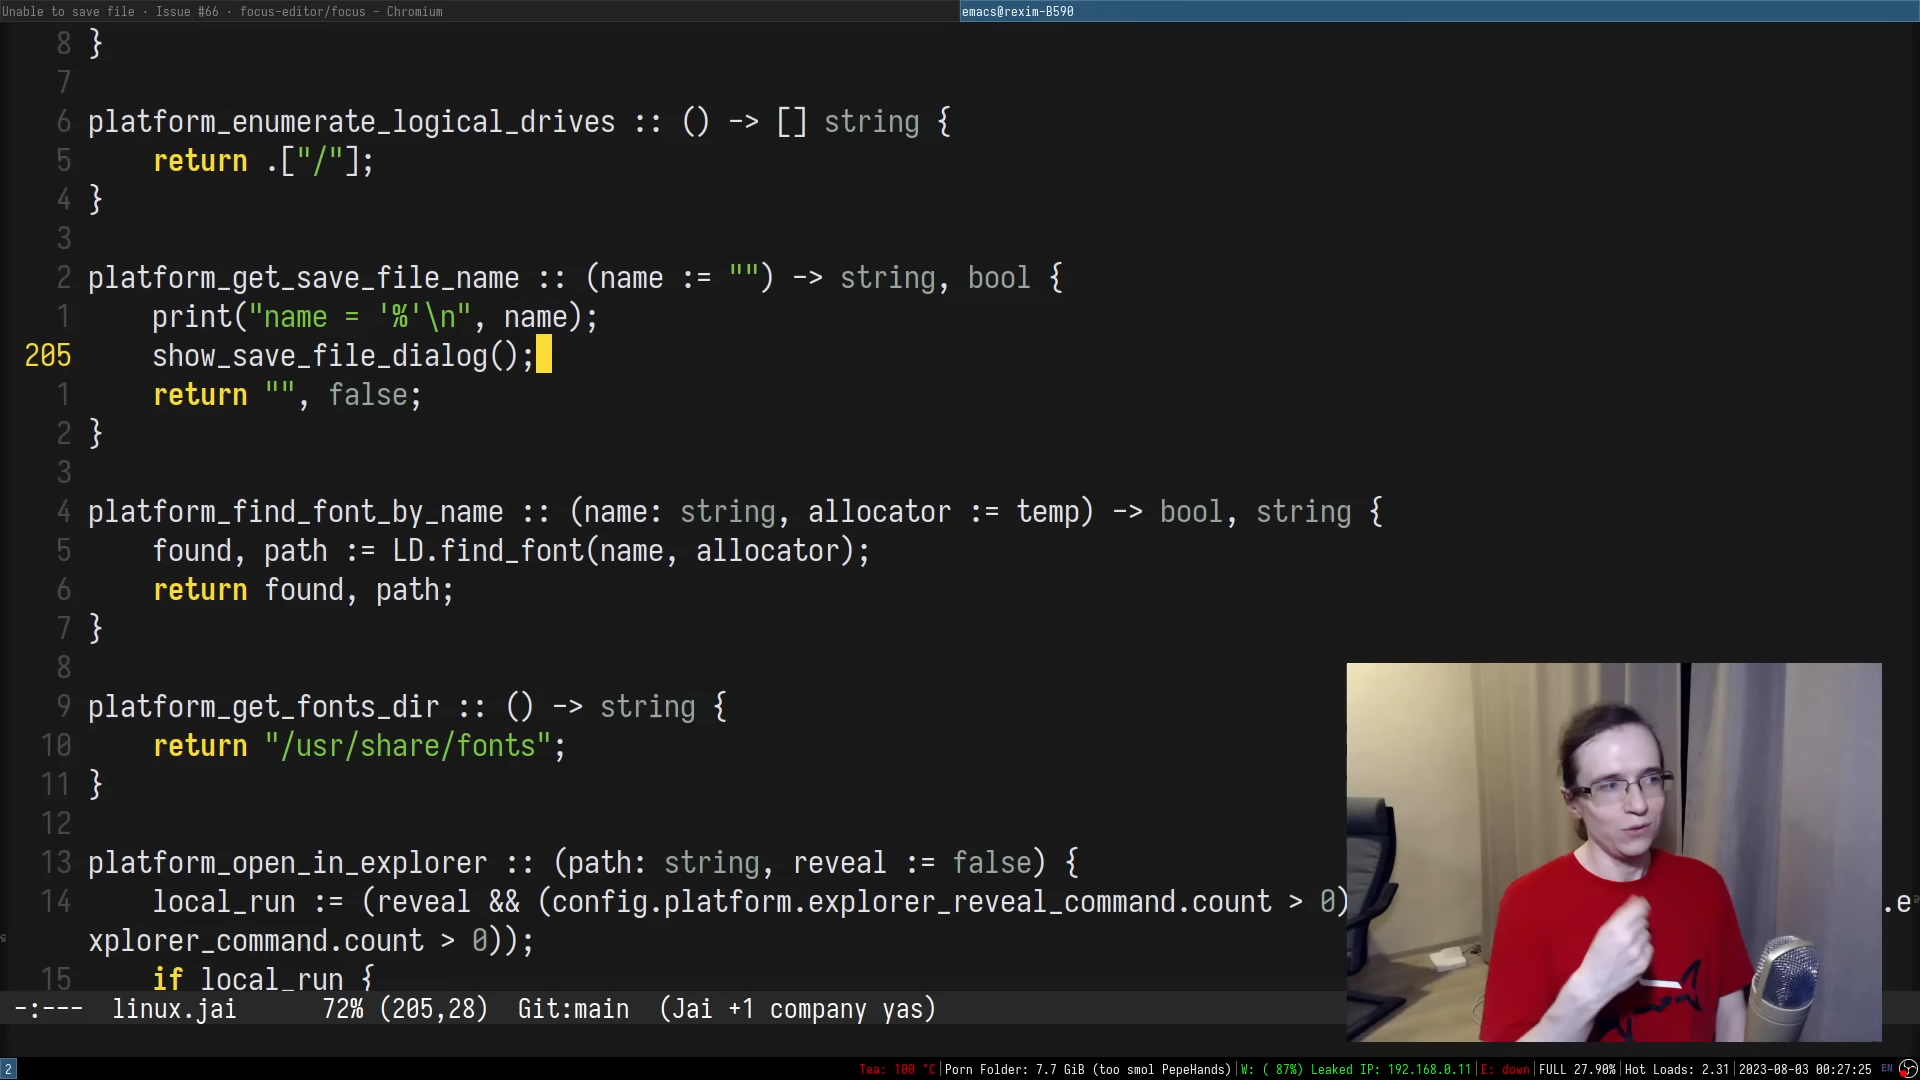 Unable to save file · Issue #66 · focus-editor/focus - Chromium
emacs@rexim-B590
8 }
7
6 platform_enumerate_logical_drives :: () -> [] string {
5     return .["/"];
4 }
3
2 platform_get_save_file_name :: (name := "") -> string, bool {
1     print("name = '%'\n", name);
205     show_save_file_dialog();
1     return "", false;
2 }
3
4 platform_find_font_by_name :: (name: string, allocator := temp) -> bool, string {
5     found, path := LD.find_font(name, allocator);
6     return found, path;
7 }
8
9 platform_get_fonts_dir :: () -> string {
10     return "/usr/share/fonts";
11 }
12
13 platform_open_in_explorer :: (path: string, reveal := false) {
14     local_run := (reveal && (config.platform.explorer_reveal_command.count > 0) .e
xplorer_command.count > 0));
15     if local_run {
-:--- linux.jai 72% (205,28) Git:main (Jai +1 company yas)
2
Tea: 100 °C|Porn Folder: 7.7 GiB (too smol PepeHands)|W: ( 87%) Leaked IP: 192.168.0.11|E: down|FULL 27.90%|Hot Loads: 2.31|2023-08-03 00:27:25 EN